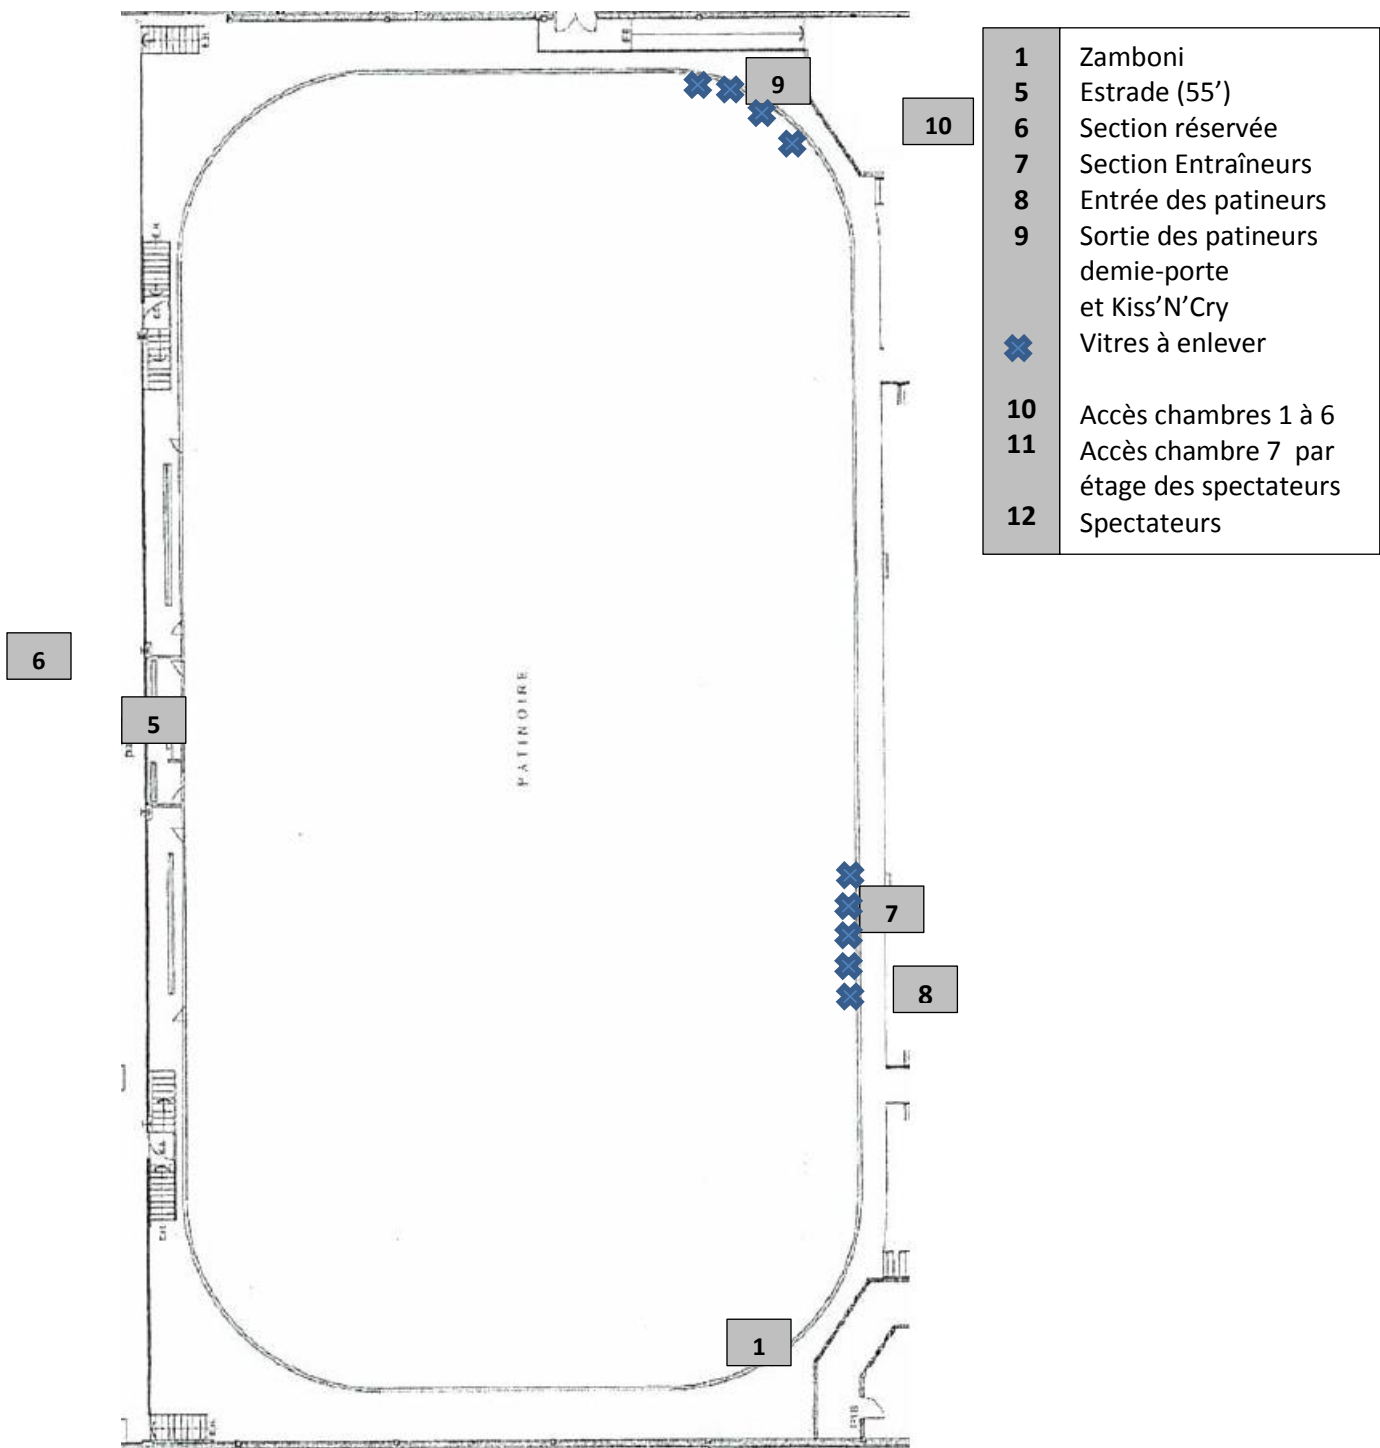 9
10
6
5
PATINOIRE
7
8
1
1 Zamboni
5 Estrade (55’)
6 Section réservée
7 Section Entraîneurs
8 Entrée des patineurs
9 Sortie des patineurs
demie-porte
et Kiss’N’Cry
Vitres à enlever
10 Accès chambres 1 à 6
11 Accès chambre 7 par
étage des spectateurs
12 Spectateurs